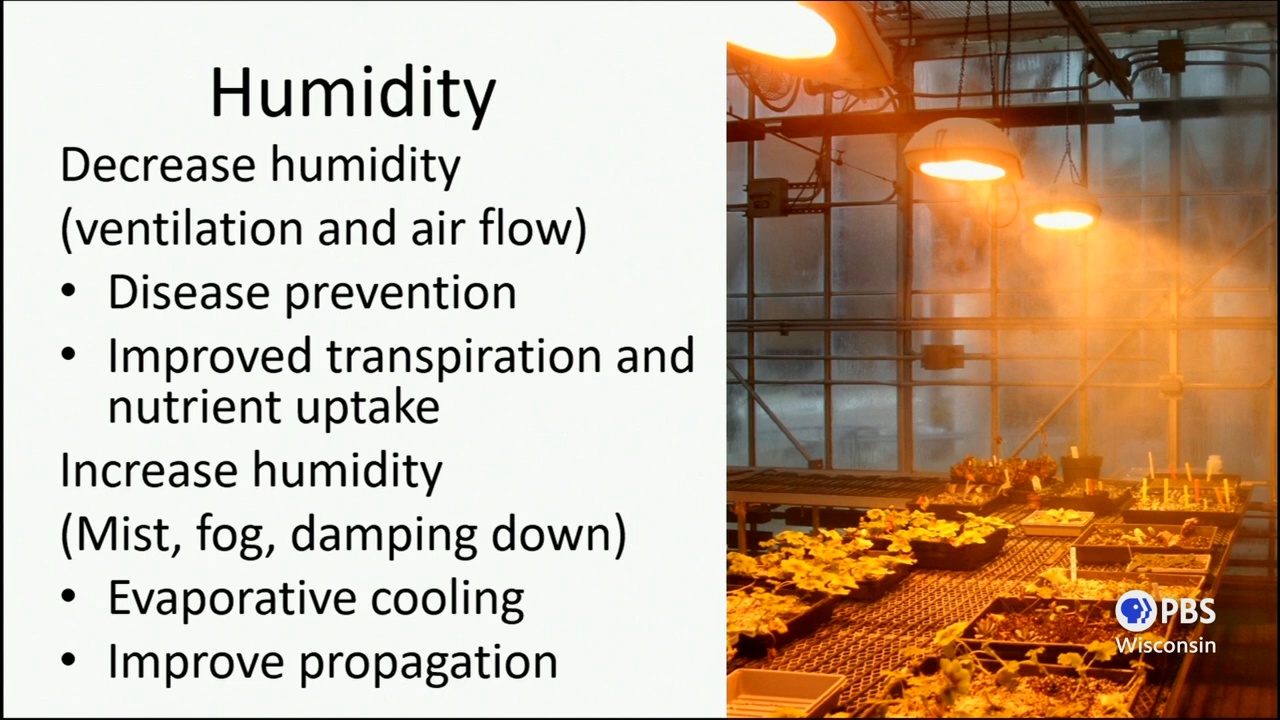 Humidity
Decrease humidity
(ventilation and air flow)
• Disease prevention
• Improved transpiration and
nutrient uptake
Increase humidity
(Mist, fog, damping down)
• Evaporative cooling
• Improve propagation
PBS
Wisconsin